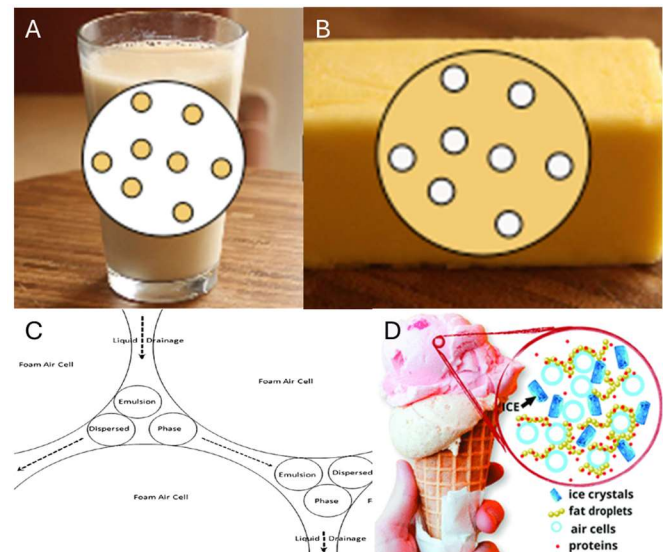 A
B
C
Liquid Drainage
Foam Air Cell
Foam Air Cell
Emulsion
Dispersed Phase
Emulsion
Dispersed
Phase
Foam Air Cell
F
Liquid Drainage
D
ICE
ice crystals
fat droplets
air cells
proteins